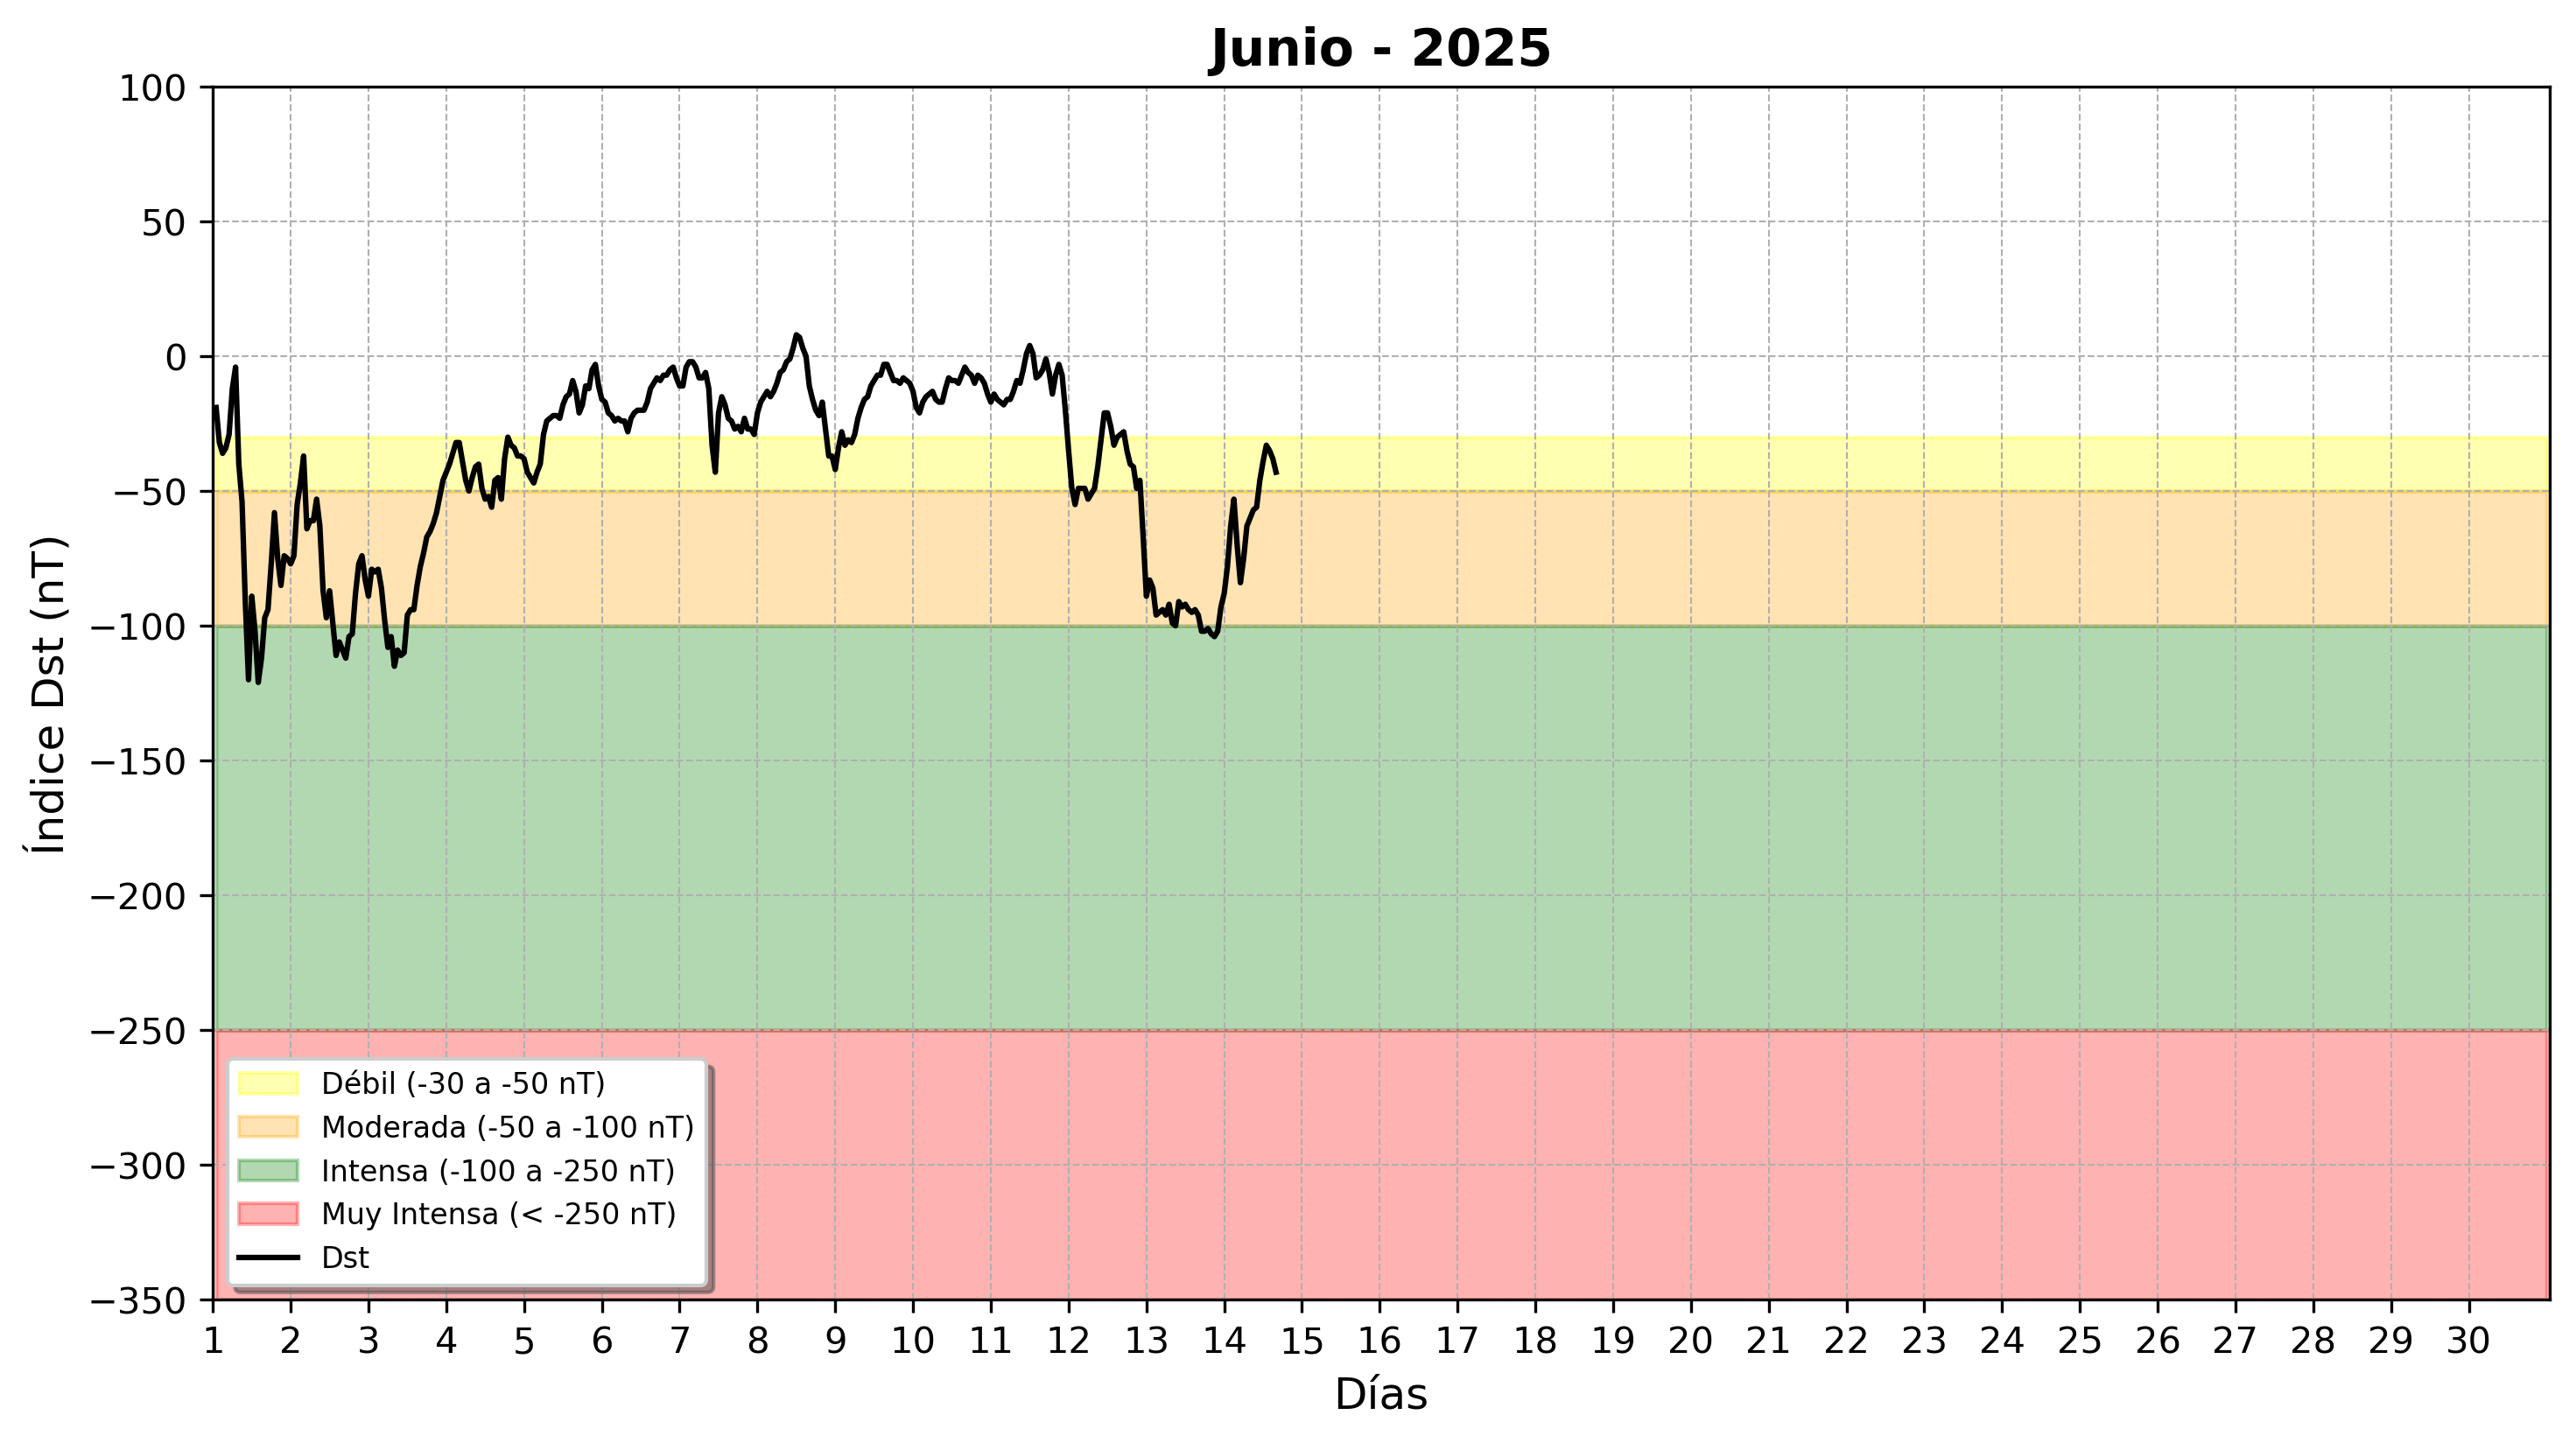 Junio - 2025
100
50
0
−50
−100
−150
−200
−250
−300
−350
Índice Dst (nT)
Débil (-30 a -50 nT)
Moderada (-50 a -100 nT)
Intensa (-100 a -250 nT)
Muy Intensa (< -250 nT)
Dst
1 2 3 4 5 6 7 8 9 10 11 12 13 14 15 16 17 18 19 20 21 22 23 24 25 26 27 28 29 30
Días